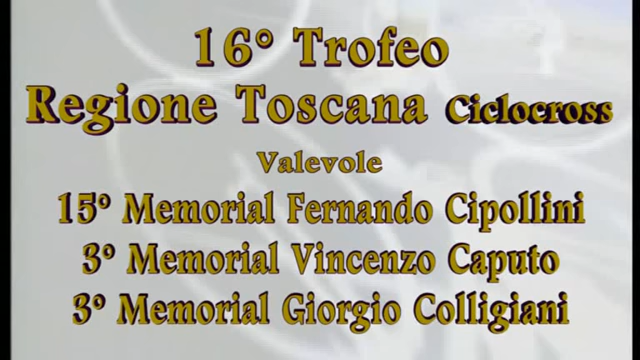 16° Trofeo
Regione Toscana Ciclocross
Valevole
15° Memorial Fernando Cipollini
3° Memorial Vincenzo Caputo
3° Memorial Giorgio Colligiani